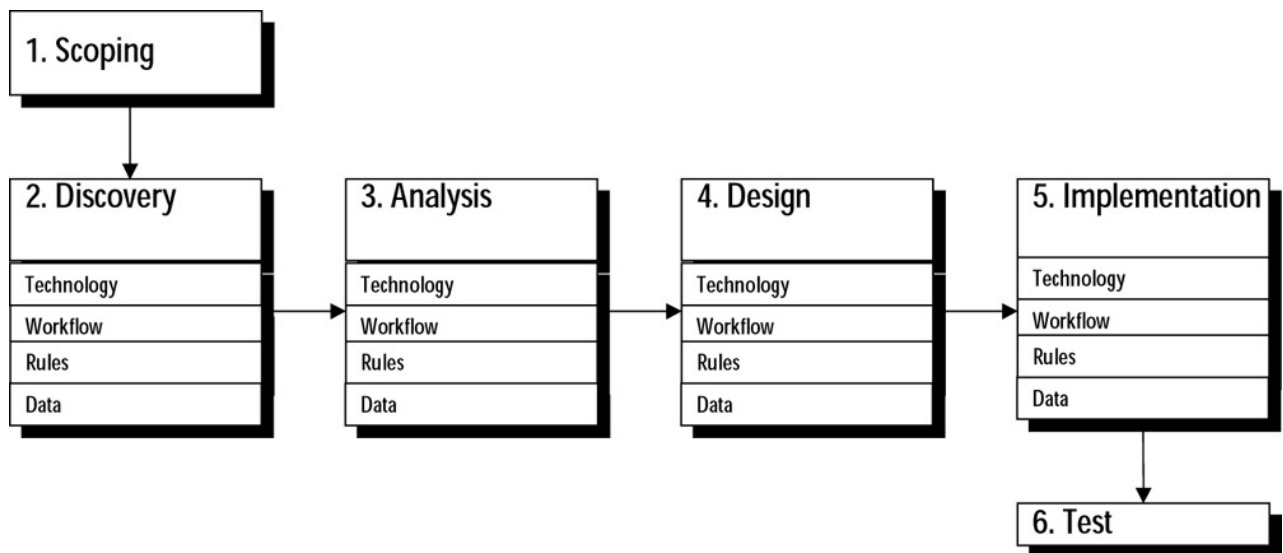 1. Scoping
2. Discovery
Technology
Workflow
Rules
Data
3. Analysis
Technology
Workflow
Rules
Data
4. Design
Technology
Workflow
Rules
Data
5. Implementation
Technology
Workflow
Rules
Data
6. Test